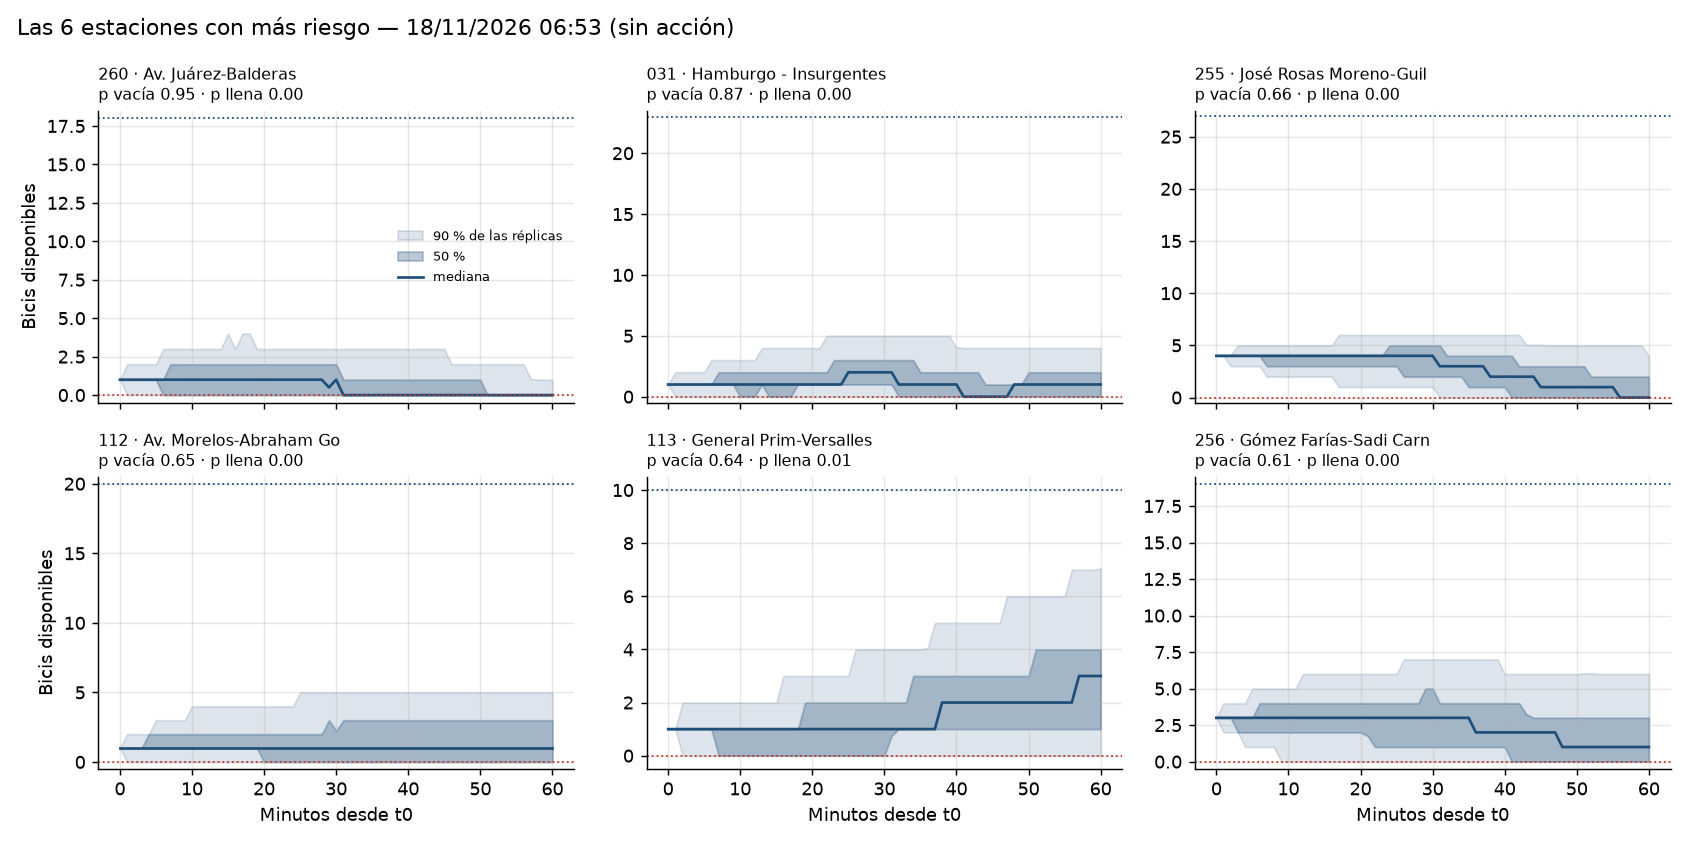 Las 6 estaciones con más riesgo — 18/11/2026 06:53 (sin acción)
260 · Av. Juárez-Balderas
p vacía 0.95 · p llena 0.00
Bicis disponibles
17.5
15.0
12.5
10.0
7.5
5.0
2.5
0.0
90 % de las réplicas
50 %
mediana
031 · Hamburgo - Insurgentes
p vacía 0.87 · p llena 0.00
20
15
10
5
0
255 · José Rosas Moreno-Guil
p vacía 0.66 · p llena 0.00
25
20
15
10
5
0
112 · Av. Morelos-Abraham Go
p vacía 0.65 · p llena 0.00
Bicis disponibles
20
15
10
5
0
0 10 20 30 40 50 60
Minutos desde t0
113 · General Prim-Versalles
p vacía 0.64 · p llena 0.01
10
8
6
4
2
0
0 10 20 30 40 50 60
Minutos desde t0
256 · Gómez Farías-Sadi Carn
p vacía 0.61 · p llena 0.00
17.5
15.0
12.5
10.0
7.5
5.0
2.5
0.0
0 10 20 30 40 50 60
Minutos desde t0